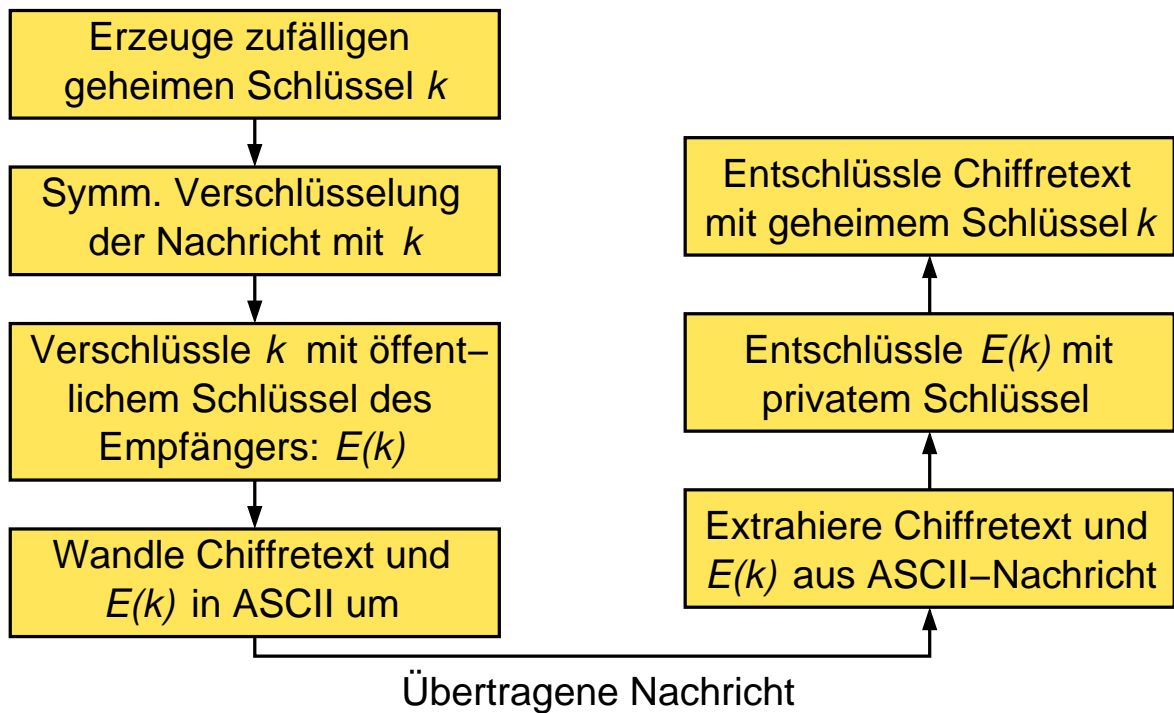 Erzeuge zufälligen
geheimen Schlüssel k
Symm. Verschlüsselung
der Nachricht mit k
Verschlüssle k mit öffent–
lichem Schlüssel des
Empfängers: E(k)
Wandle Chiffretext und
E(k) in ASCII um
Übertragene Nachricht
Extrahiere Chiffretext und
E(k) aus ASCII–Nachricht
Entschlüssle E(k) mit
privatem Schlüssel
Entschlüssle Chiffretext
mit geheimem Schlüssel k